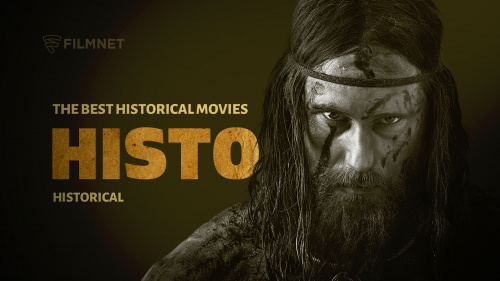 FILMNET
THE BEST HISTORICAL MOVIES
HISTO
HISTORICAL